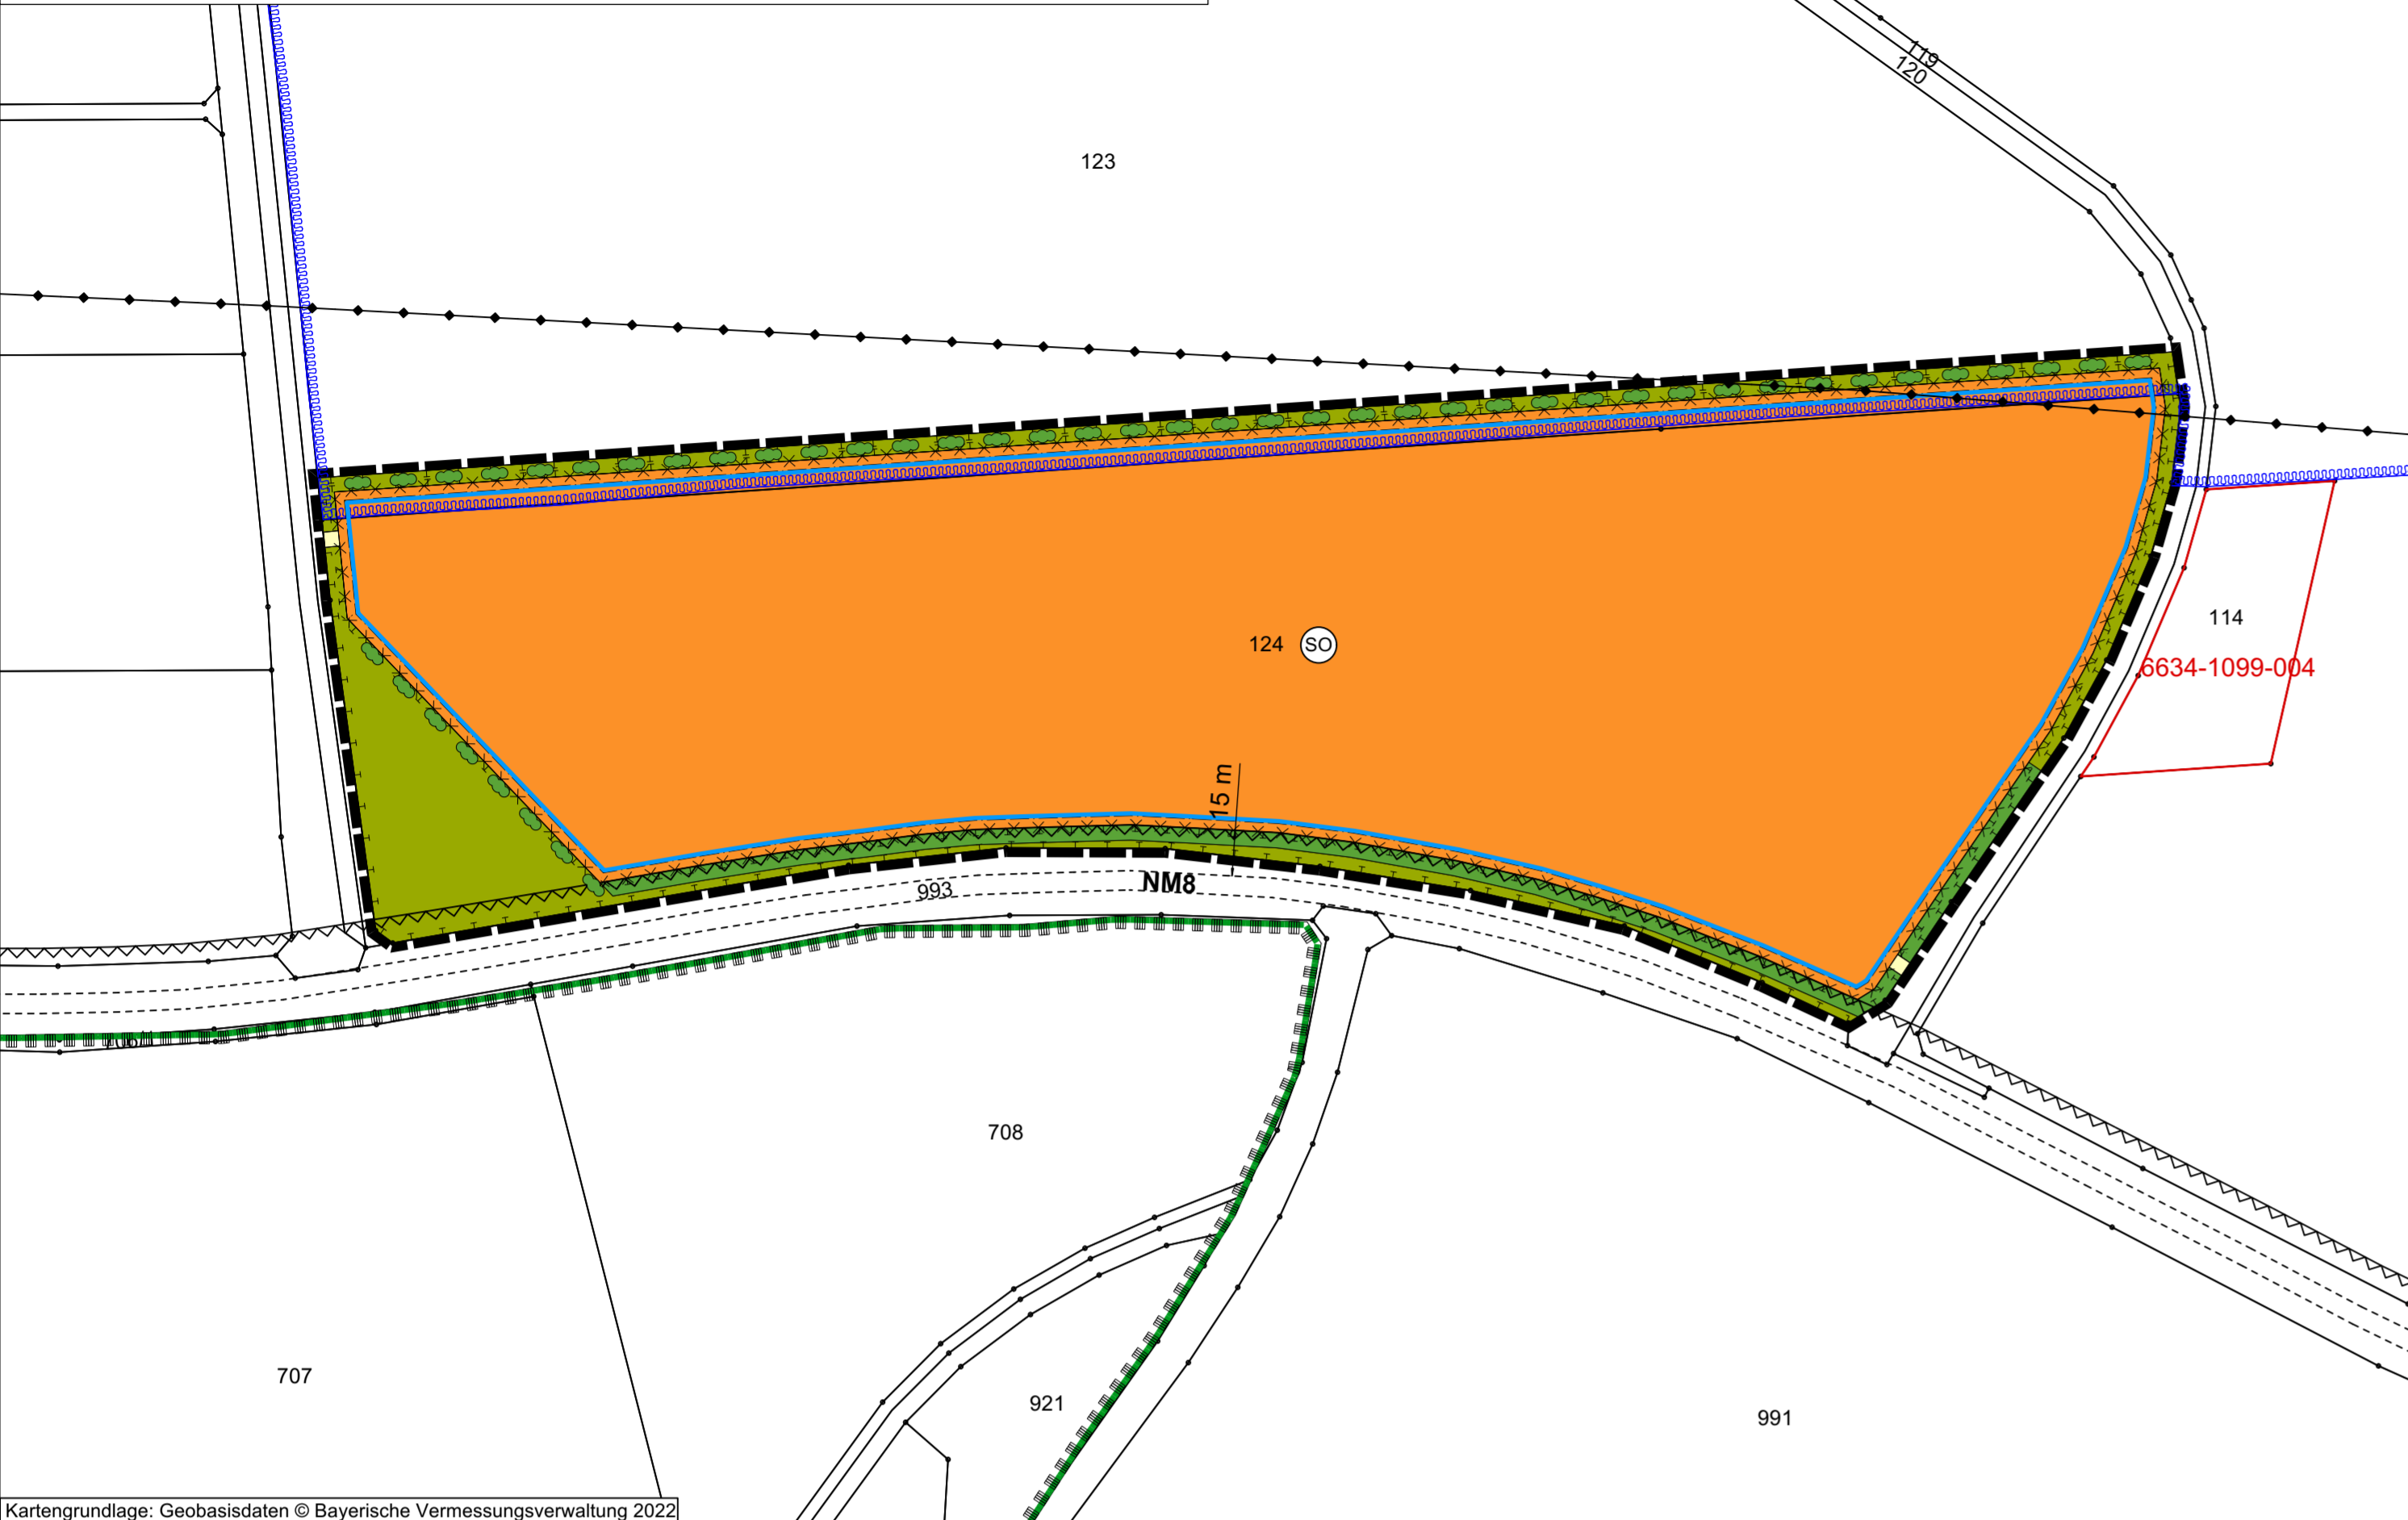 119
120
123
124
SO
114
6634-1099-004
15 m
NM8
993
708
707
921
991
Kartengrundlage: Geobasisdaten © Bayerische Vermessungsverwaltung 2022